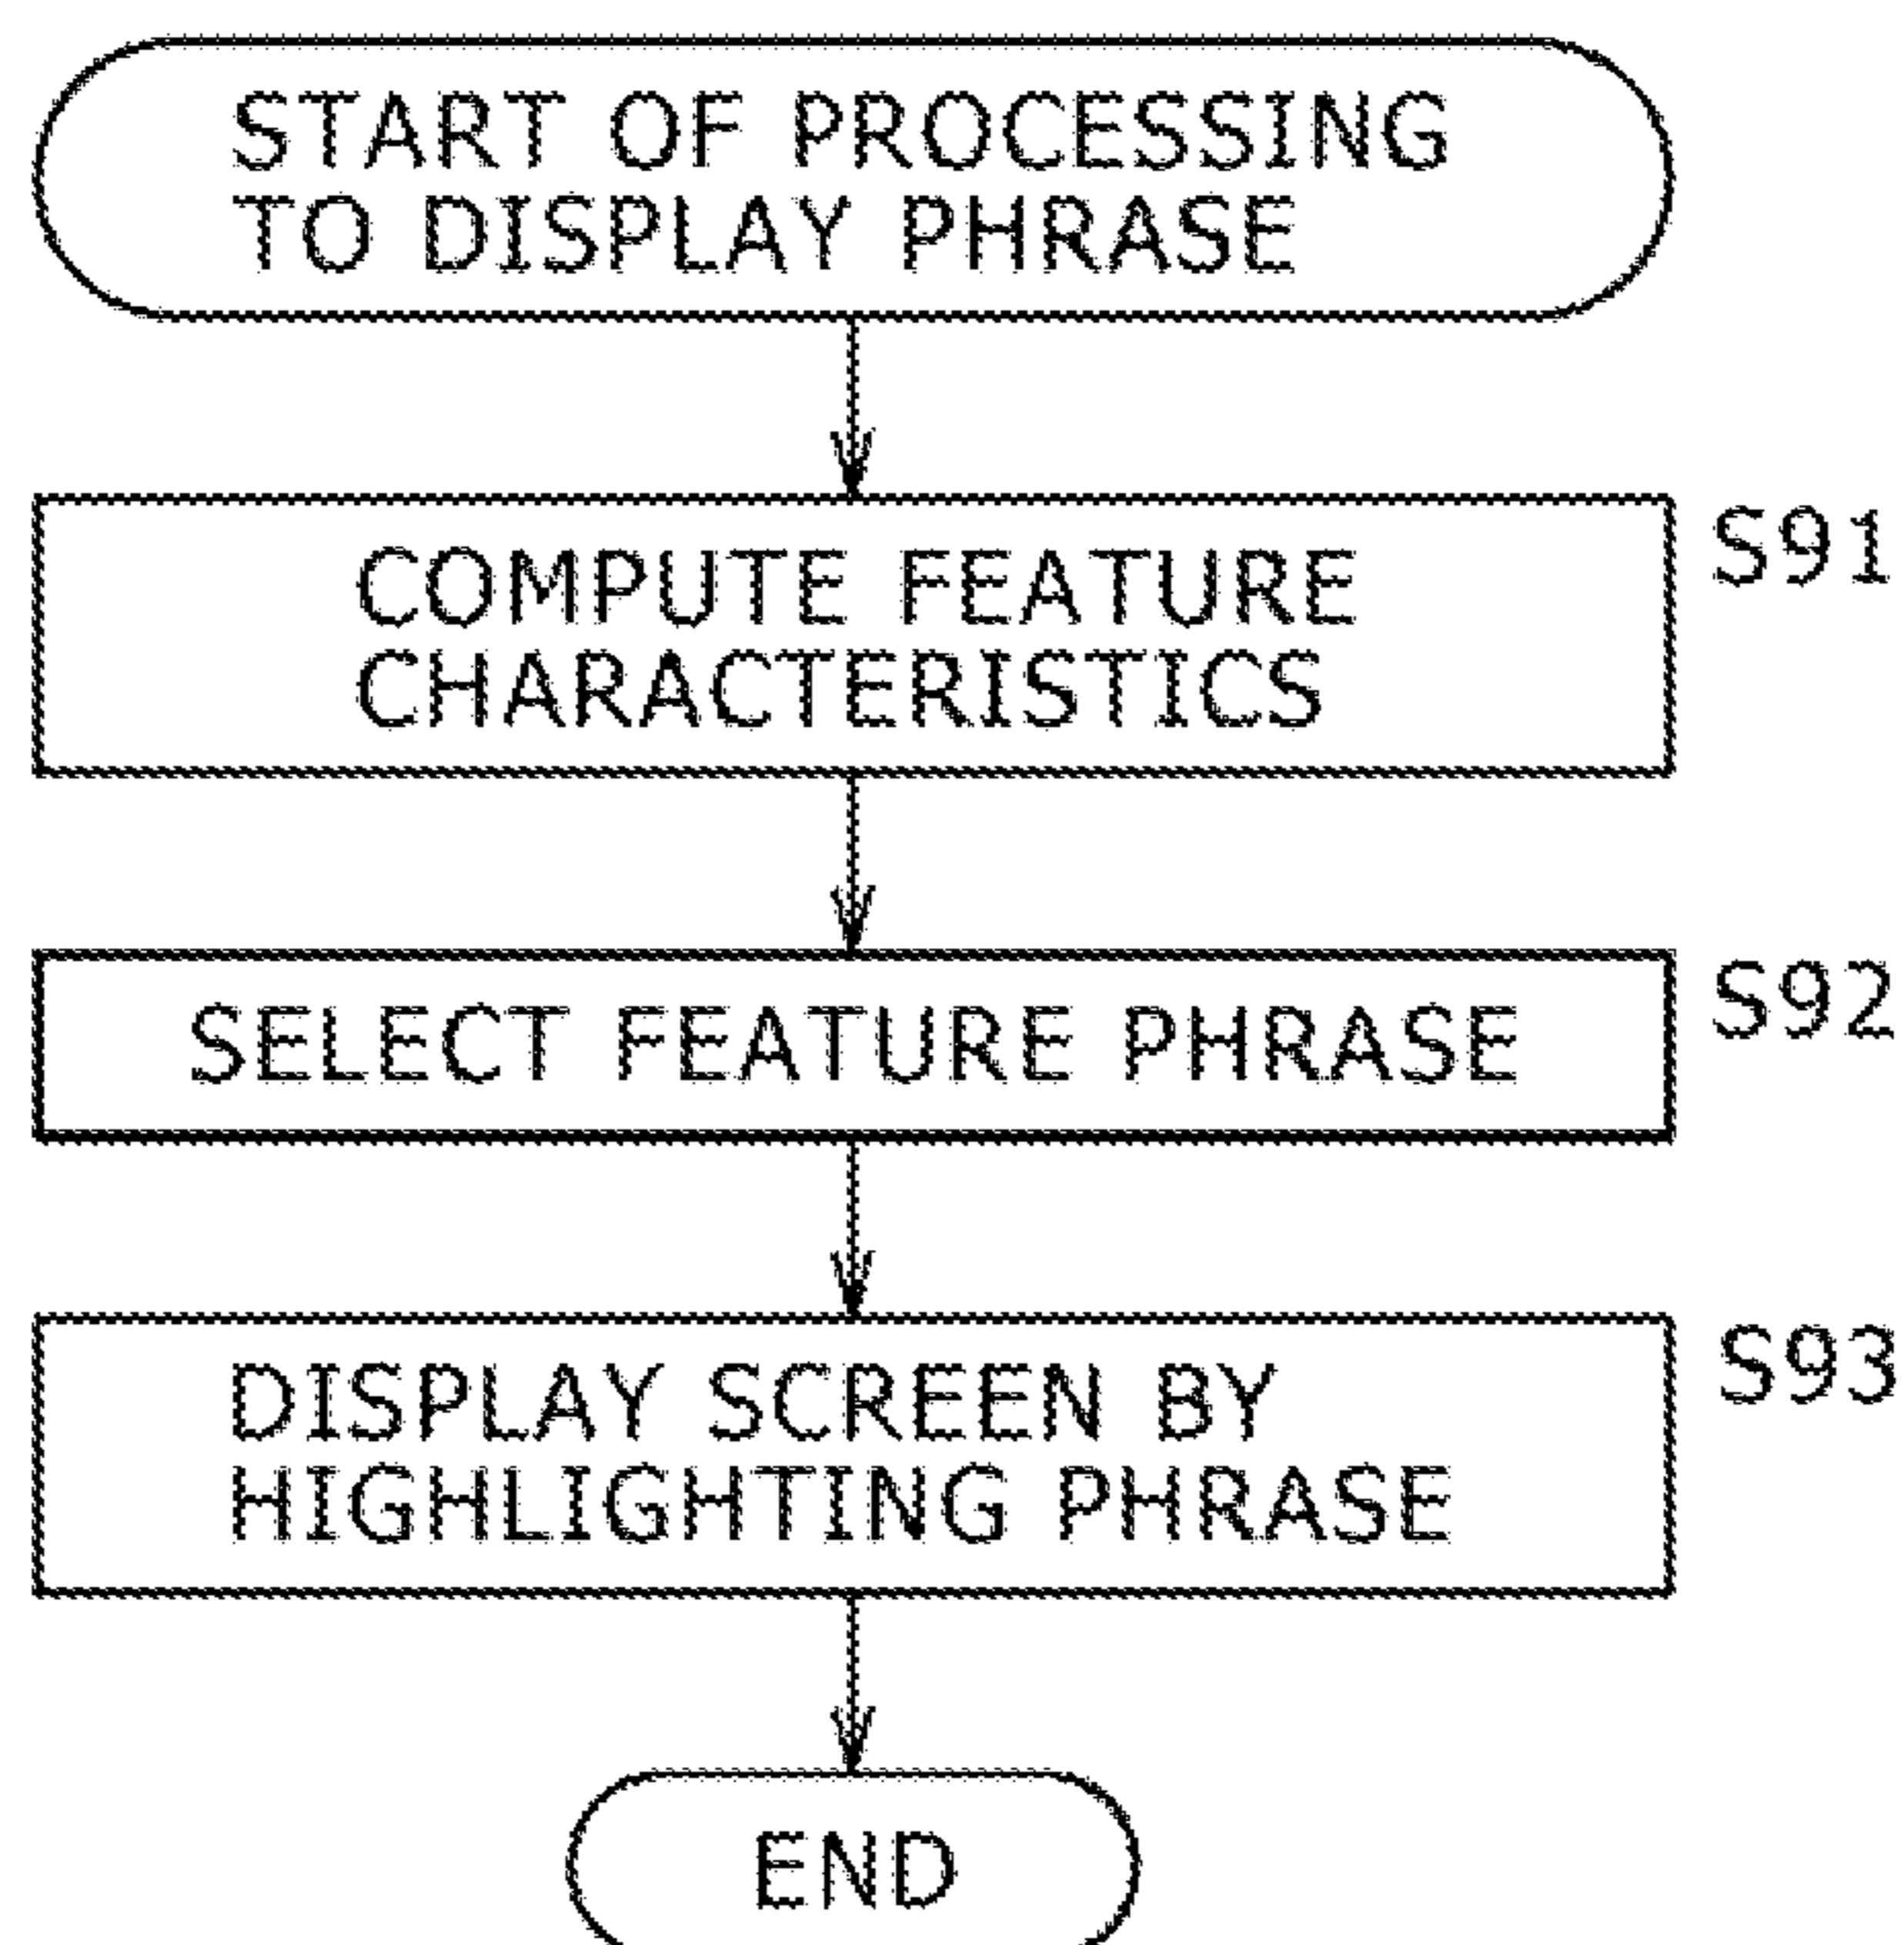 START OF PROCESSING
TO DISPLAY PHRASE
COMPUTE FEATURE
CHARACTERISTICS
S91
SELECT FEATURE PHRASE
S92
DISPLAY SCREEN BY
HIGHLIGHTING PHRASE
S93
END